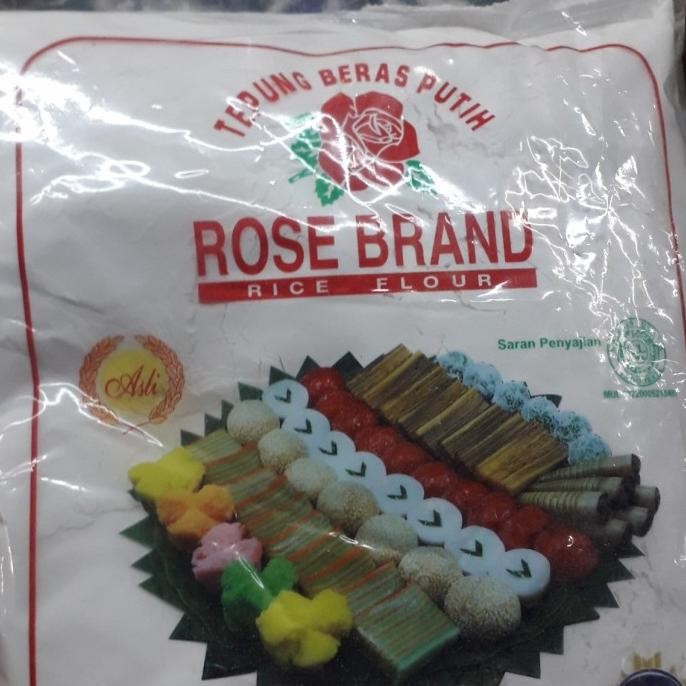 TEPUNG BERAS PUTIH
ROSE BRAND
RICE FLOUR
Saran Penyajian
Asli